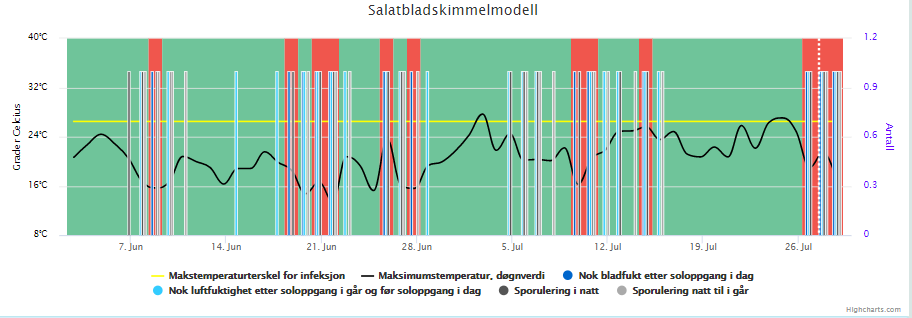 Salatbladskimmelmodell
40°C
32°C
24°C
16°C
8°C
Grader Celcius
1.2
0.9
0.6
0.3
0
Antall
7. Jun
14. Jun
21. Jun
28. Jun
5. Jul
12. Jul
19. Jul
26. Jul
Makstemperaturterskel for infeksjon
Maksimumstemperatur, døgnverdi
Nok bladfukt etter soloppgang i dag
Nok luftfuktighet etter soloppgang i går og før soloppgang i dag
Sporulering i natt
Sporulering natt til i går
Highcharts.com